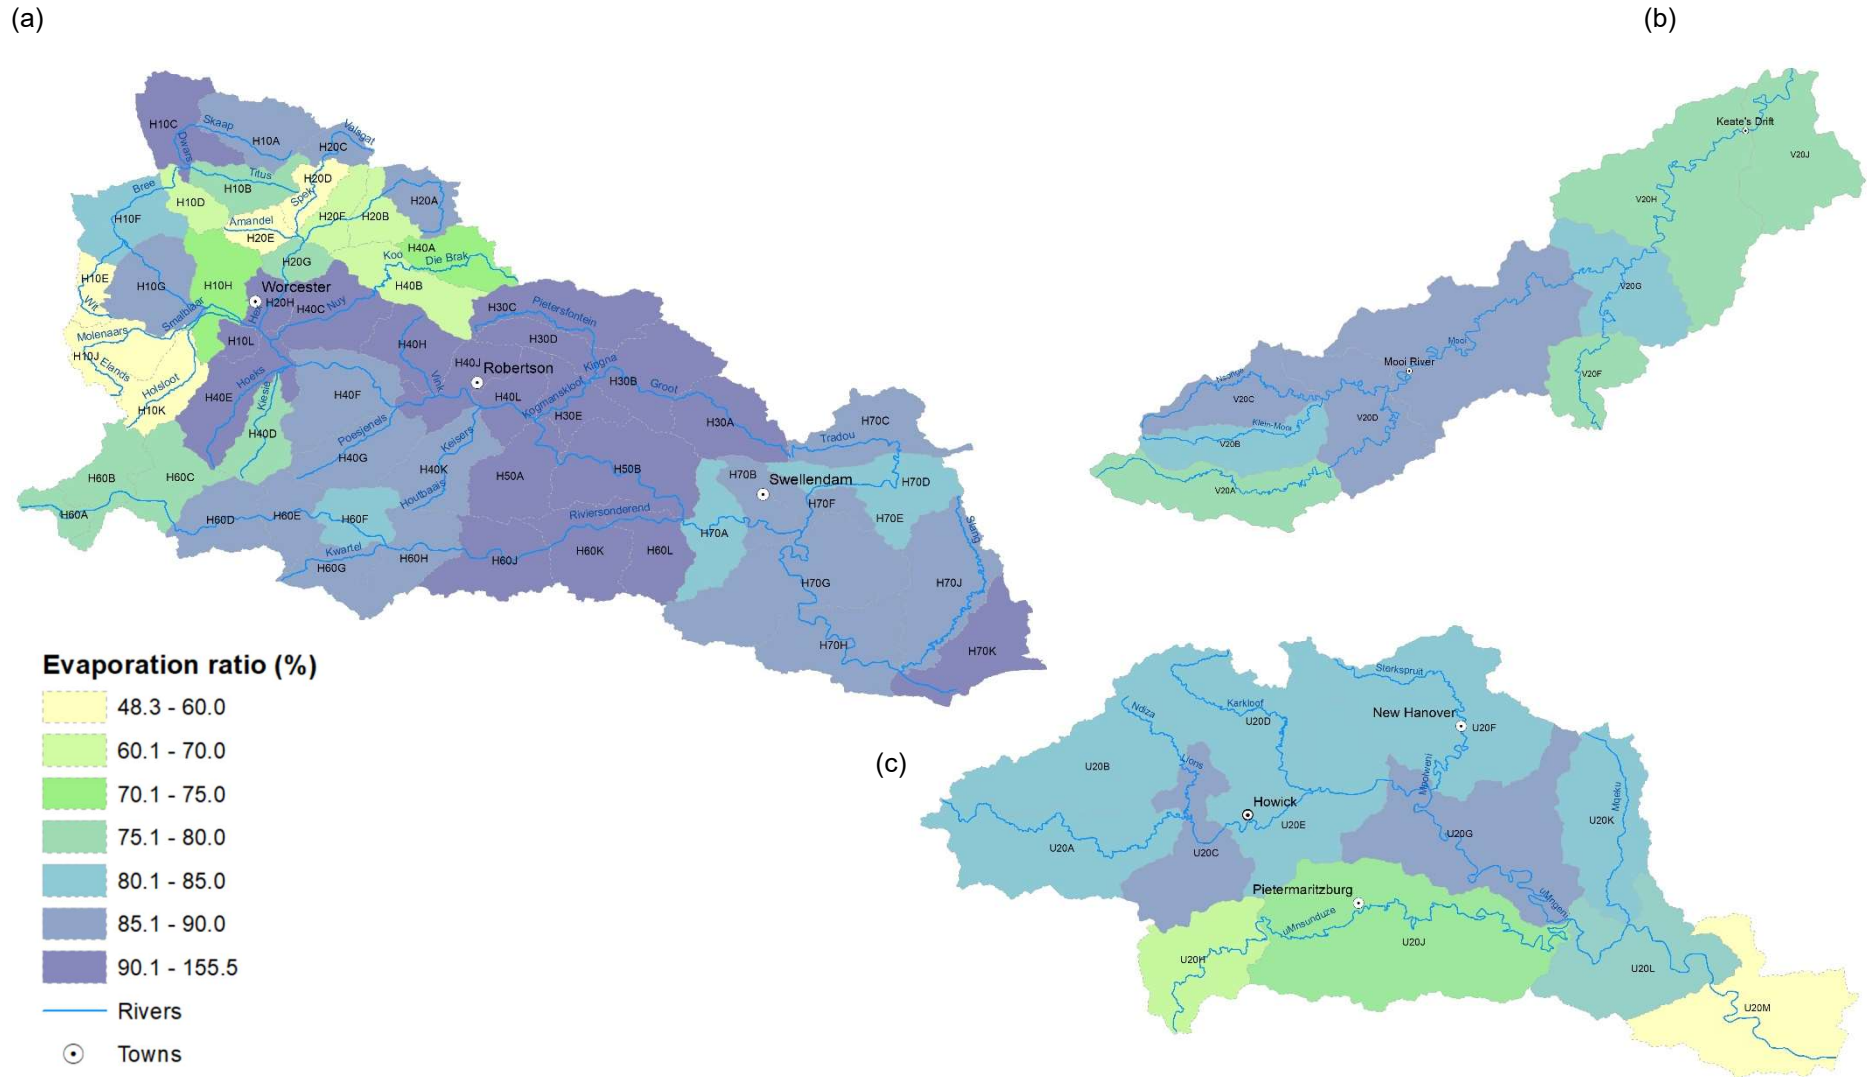 (a)
(b)
H10C
Skaap
H10A
Dwars
H20C
Valsgat
Titus
H10B
H20D
Spek
Bree
H10D
H10F
Amandel
H20E
H20F
H20B
H20A
H20G
H40A
Koo
Die Brak
H40B
H10E
Wit
H10G
H10H
Worcester
H20H
Hex
H40C
Nuy
Smalblaar
Molenaars
H10J
Elands
Holsloot
H10K
H10L
Hoeks
H40E
Kiesie
H40D
H40F
H40H
Vink
H40J
Robertson
H40L
H30C
Pietersfontein
H30D
Kingna
Kogmanskloof
H30B
Groot
H30E
H30A
Poesjenels
H40G
Keisers
H40K
Houtbaais
H50A
H50B
H60B
H60C
H60A
H60D
H60E
H60F
Kwartel
H60G
H60H
Riviersonderend
H60J
H60K
H60L
H70A
H70B
Swellendam
H70F
Tradou
H70C
H70D
H70E
Slang
H70G
H70J
H70H
H70K
Keate's Drift
V20J
V20H
V20G
V20F
Mooi
Mooi River
V20C
Klein-Mooi
V20B
V20D
V20A
Evaporation ratio (%)
48.3 - 60.0
60.1 - 70.0
70.1 - 75.0
75.1 - 80.0
80.1 - 85.0
85.1 - 90.0
90.1 - 155.5
Rivers
Towns
(c)
Sterkspruit
Karkloof
U20D
New Hanover
U20F
Ndiza
Lions
U20B
Mpolweni
Mqeku
Howick
U20E
U20K
U20G
U20A
U20C
Pietermaritzburg
uMngeni
uMnsunduze
U20J
U20H
U20L
U20M